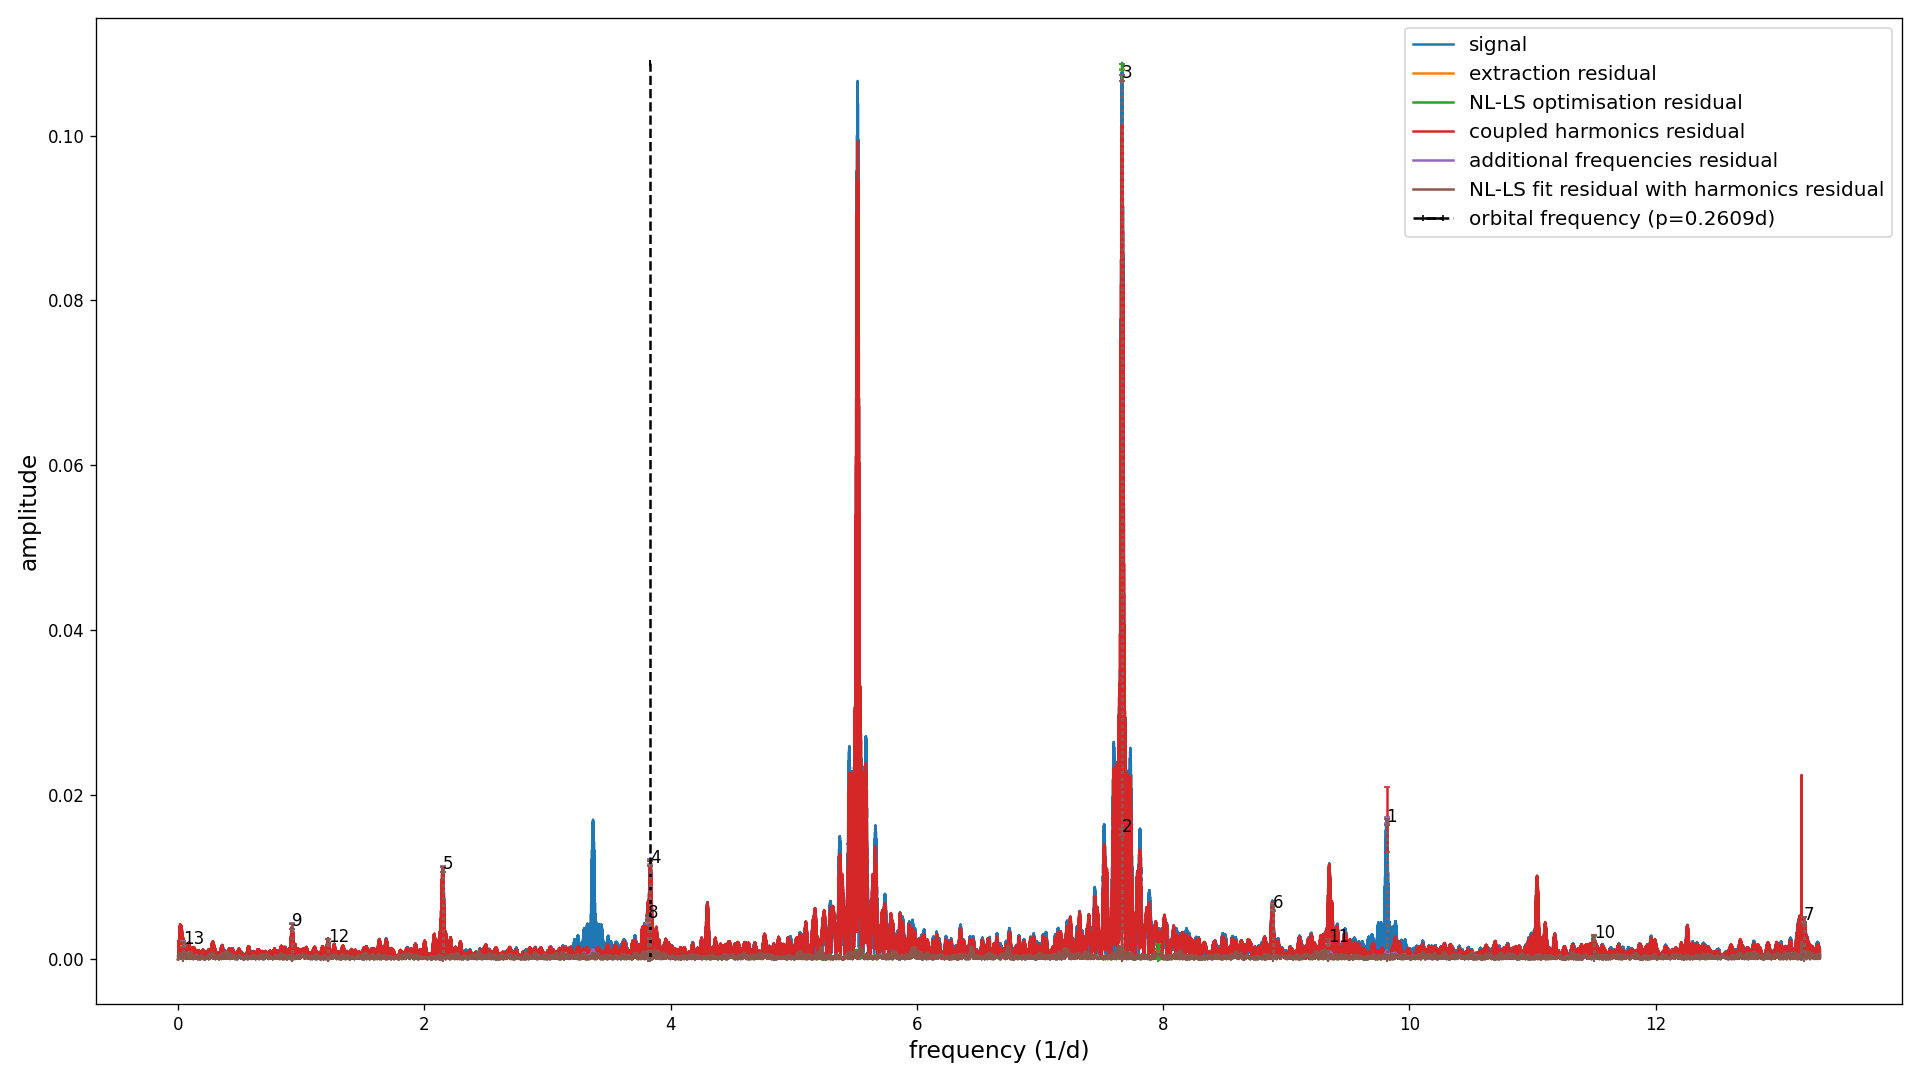 signal
extraction residual
NL-LS optimisation residual
coupled harmonics residual
additional frequencies residual
NL-LS fit residual with harmonics residual
orbital frequency (p=0.2609d)
3
2
1
4
5
8
6
7
9
12
13
11
10
0.10
0.08
0.06
0.04
0.02
0.00
amplitude
0 2 4 6 8 10 12
frequency (1/d)